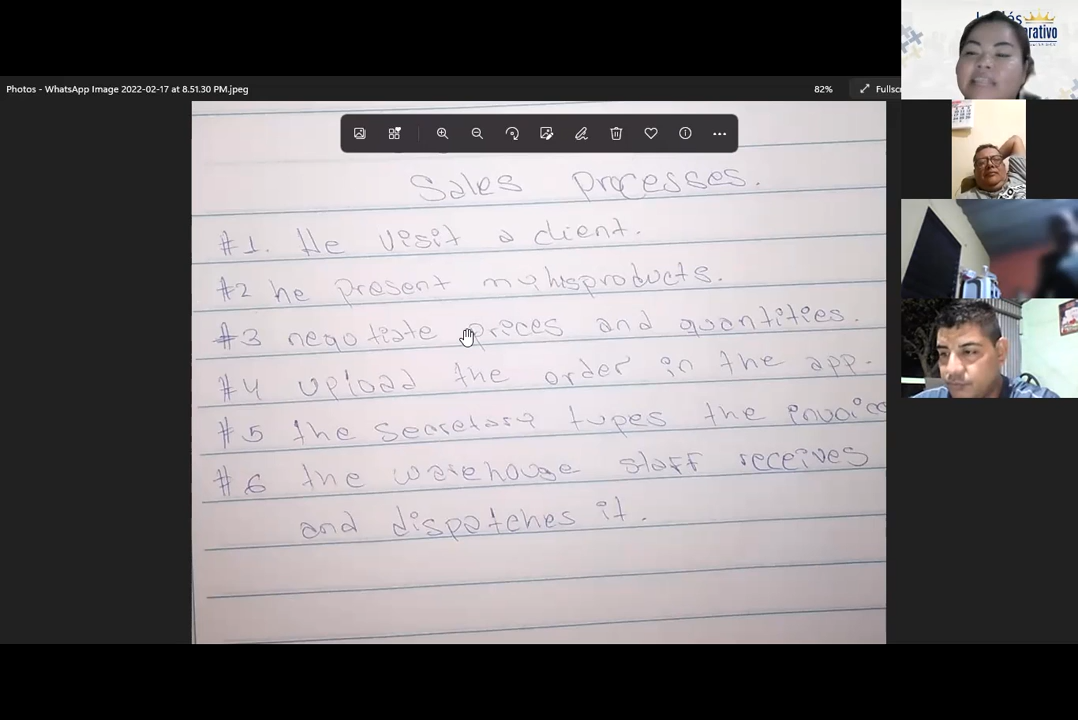 Photos - WhatsApp Image 2022-02-17 at 8.51.30 PM.jpeg
82%
Sales Processes.
#1. He visit a client.
#2 he present my hisproducts.
#3 negotiate prices and quantities.
#4 upload the order in the app.
#5 the secretary types the invoice
#6 the warehouse staff receives
and dispatches it.